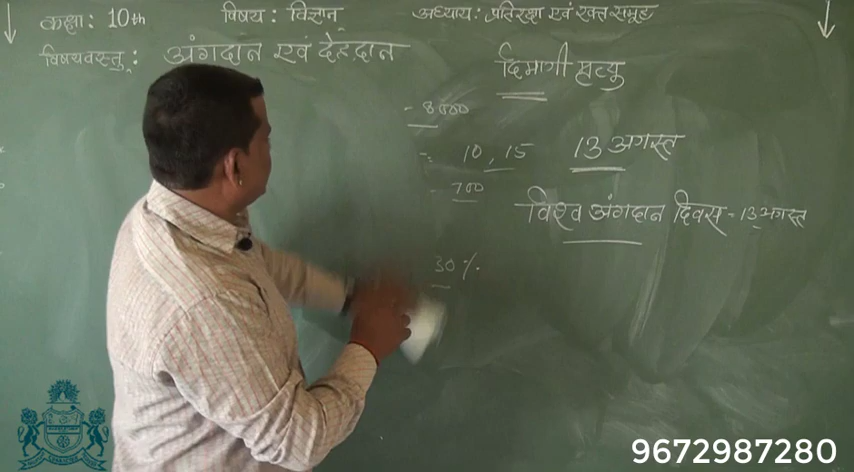 कक्षा: 10th विषय: विज्ञान अध्याय: प्रतिरक्षा एवं रक्त समूह
विषयवस्तु: अंगदान एवं देहदान
दिमागी मृत्यु
- 8000
10, 15 13 अगस्त
- 700
विश्व अंगदान दिवस - 13 अगस्त
30 %.
9672987280